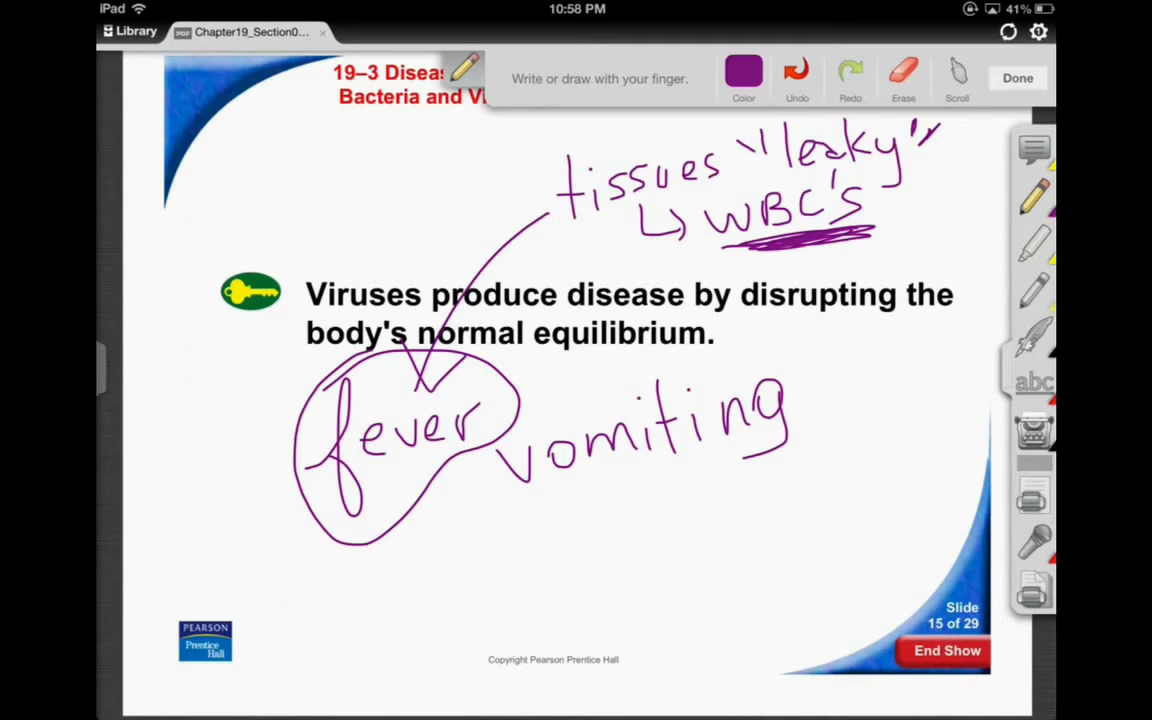 iPad
10:58 PM
41%
Library
PDF Chapter19_Section0... ×
19–3 Diseas
Bacteria and Vi
Write or draw with your finger.
Color
Undo
Redo
Erase
Scroll
Done
tissues "leaky"
↳ WBC's
Viruses produce disease by disrupting the
body's normal equilibrium.
fever
vomiting
abc
PEARSON
Prentice
Hall
Copyright Pearson Prentice Hall
Slide
15 of 29
End Show